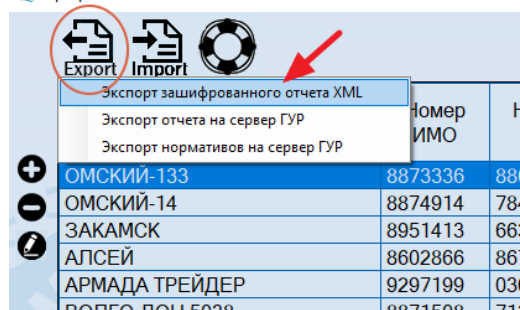 Export Import
Экспорт зашифрованного отчета XML
Экспорт отчета на сервер ГУР
Экспорт нормативов на сервер ГУР
Номер
ИМО
ОМСКИЙ-133 8873336
ОМСКИЙ-14 8874914
ЗАКАМСК 8951413
АЛСЕЙ 8602866
АРМАДА ТРЕЙДЕР 9297199